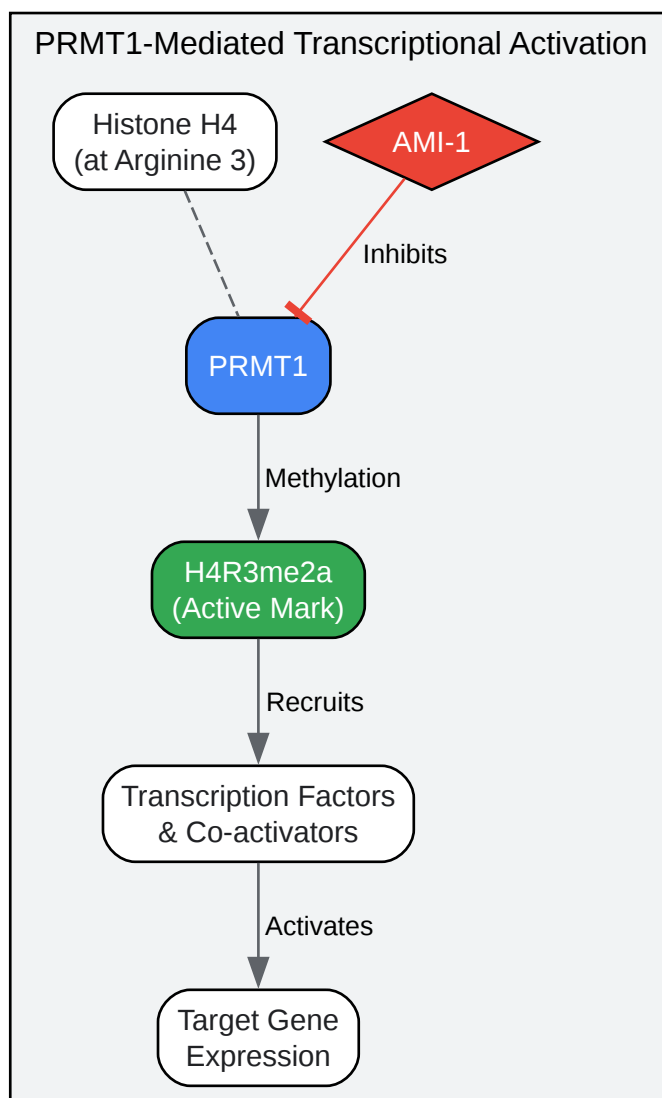 PRMT1-Mediated Transcriptional Activation
Histone H4
(at Arginine 3)
AMI-1
Inhibits
PRMT1
Methylation
H4R3me2a
(Active Mark)
Recruits
Transcription Factors
& Co-activators
Activates
Target Gene
Expression